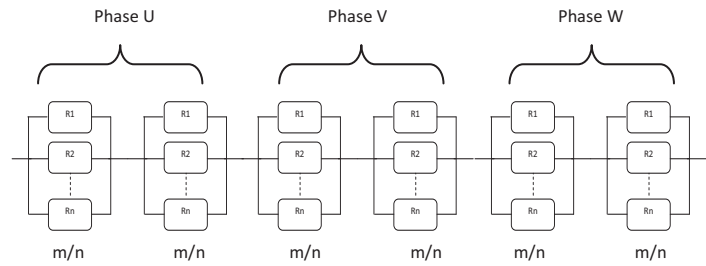 Phase U Phase V Phase W
R1 R1 R1 R1 R1 R1
R2 R2 R2 R2 R2 R2
Rn Rn Rn Rn Rn Rn
m/n m/n m/n m/n m/n m/n